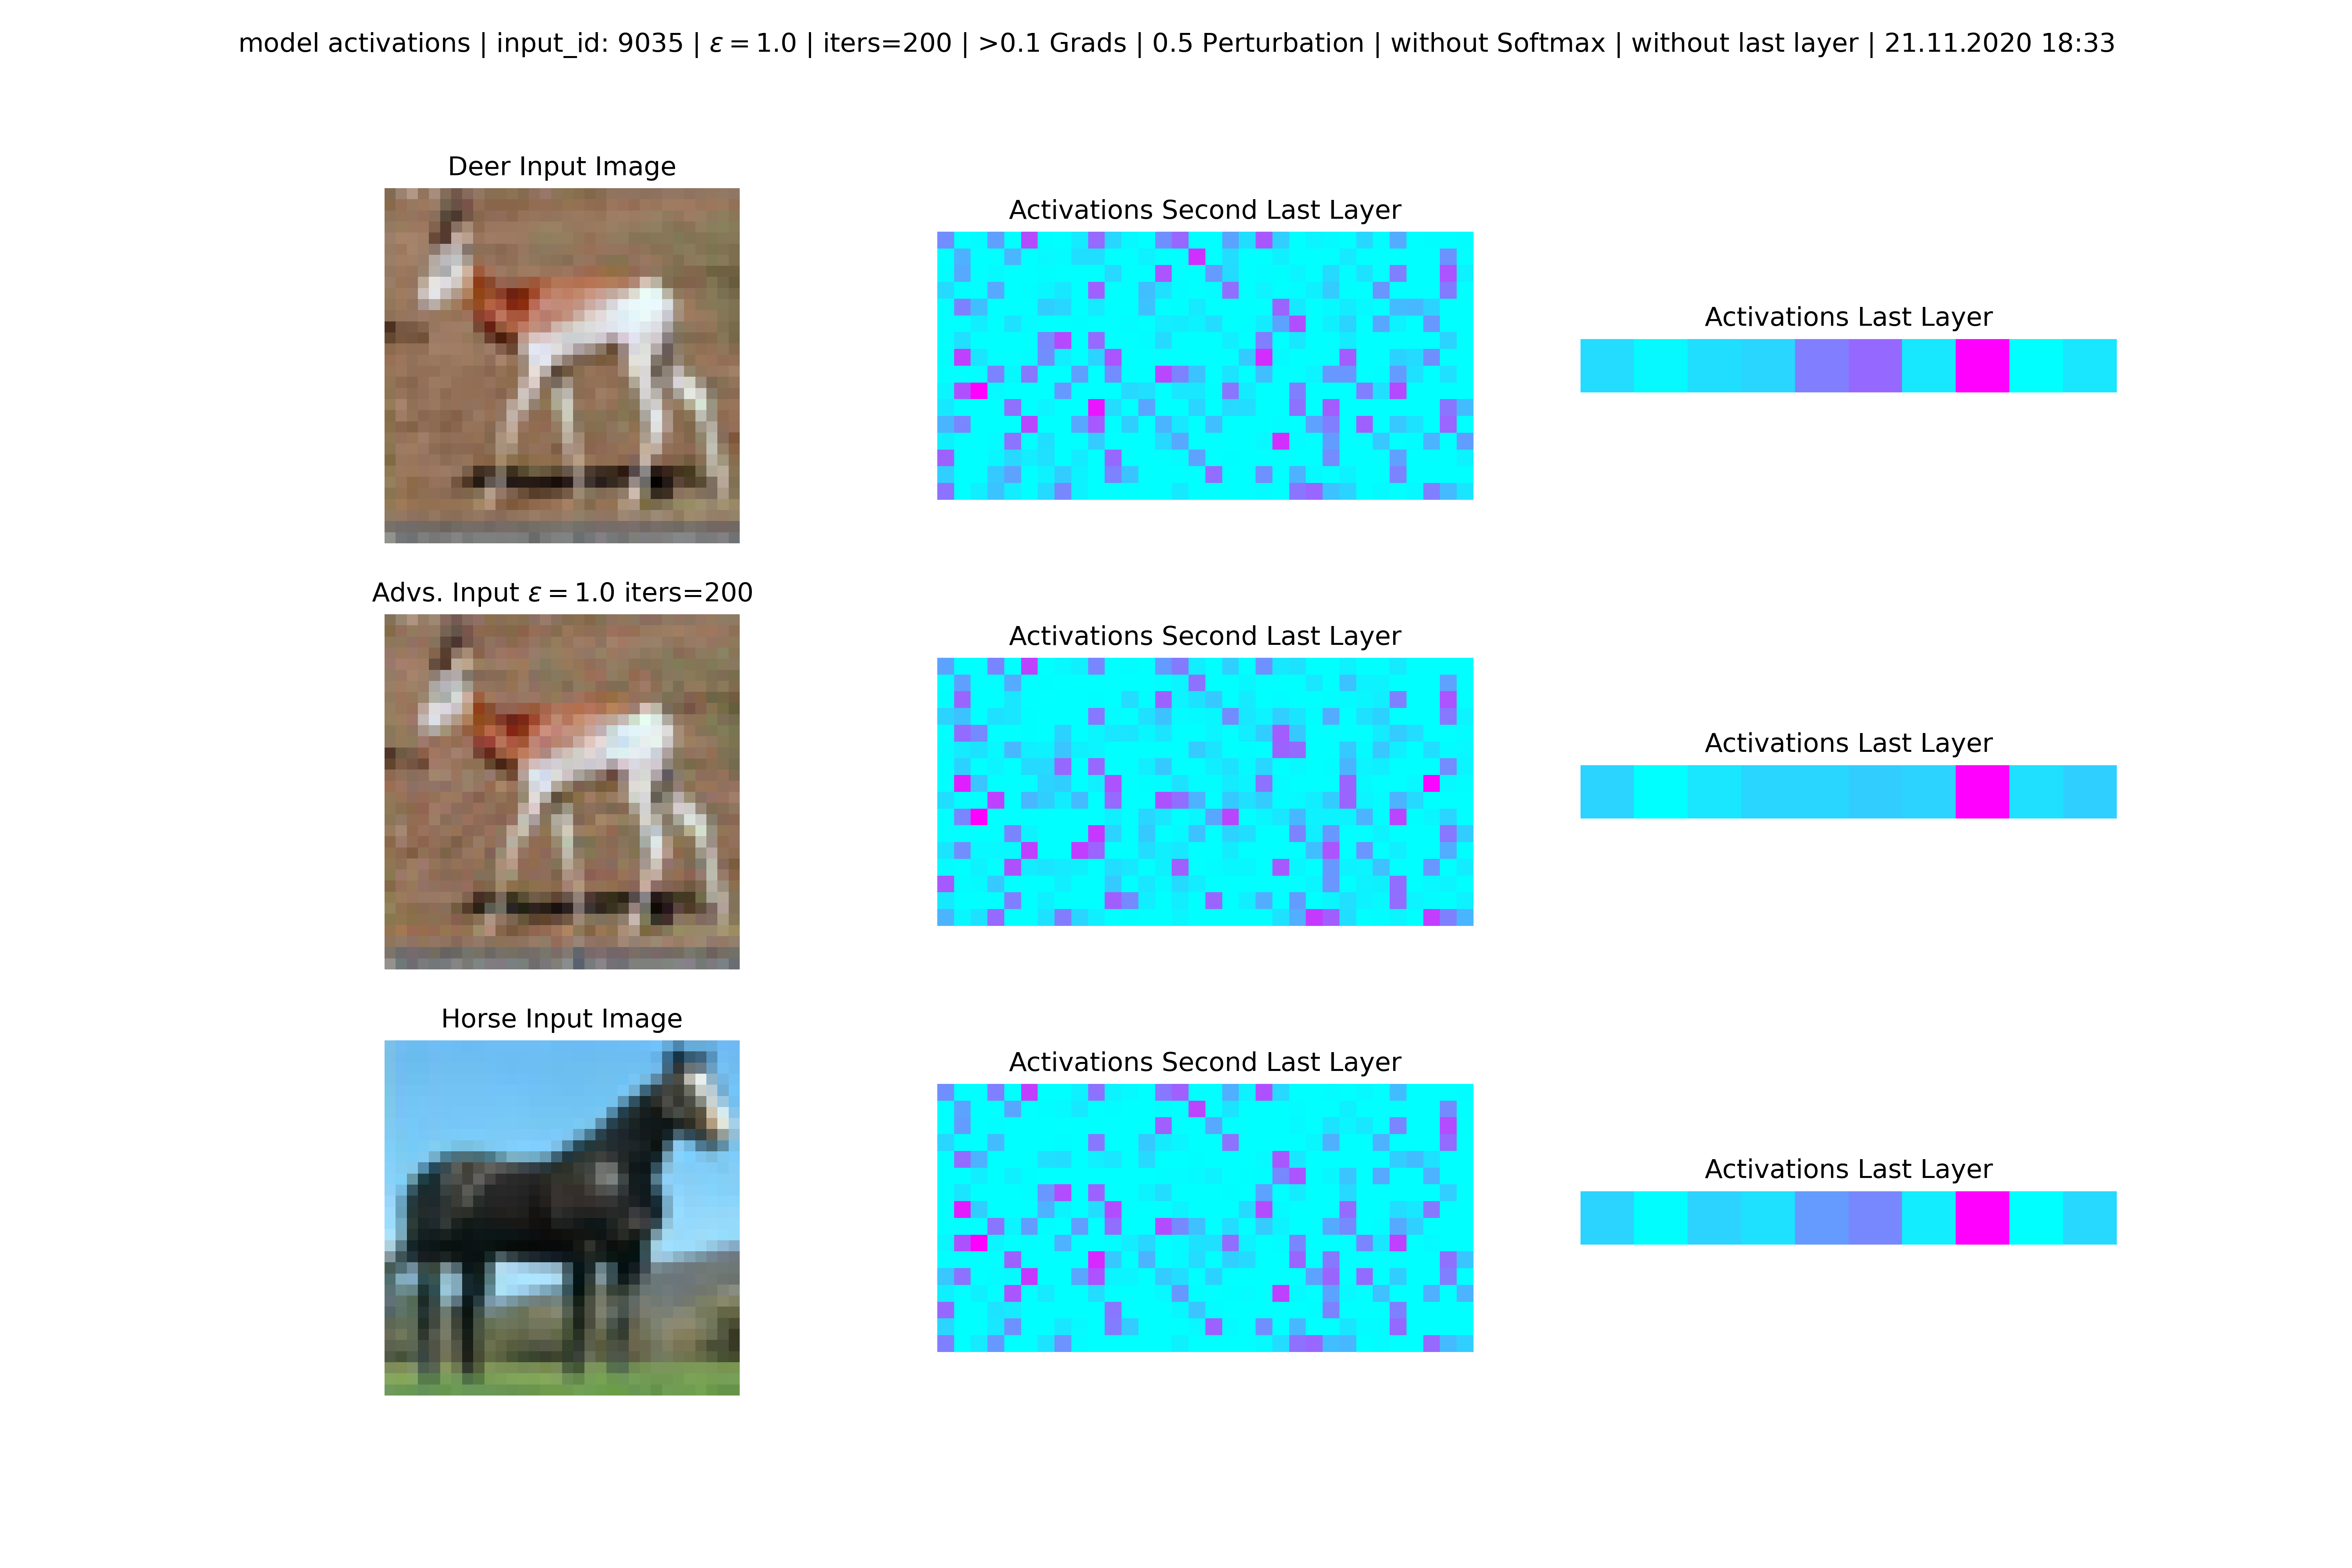 model activations | input_id: 9035 | ε = 1.0 | iters=200 | >0.1 Grads | 0.5 Perturbation | without Softmax | without last layer | 21.11.2020 18:33
Deer Input Image
Activations Second Last Layer
Activations Last Layer
Advs. Input ε = 1.0 iters=200
Activations Second Last Layer
Activations Last Layer
Horse Input Image
Activations Second Last Layer
Activations Last Layer